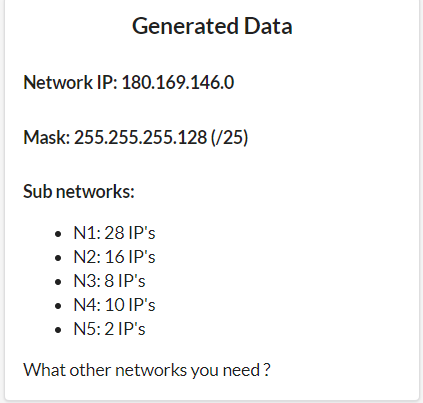 Generated Data
Network IP: 180.169.146.0
Mask: 255.255.255.128 (/25)
Sub networks:
• N1: 28 IP's
• N2: 16 IP's
• N3: 8 IP's
• N4: 10 IP's
• N5: 2 IP's
What other networks you need ?